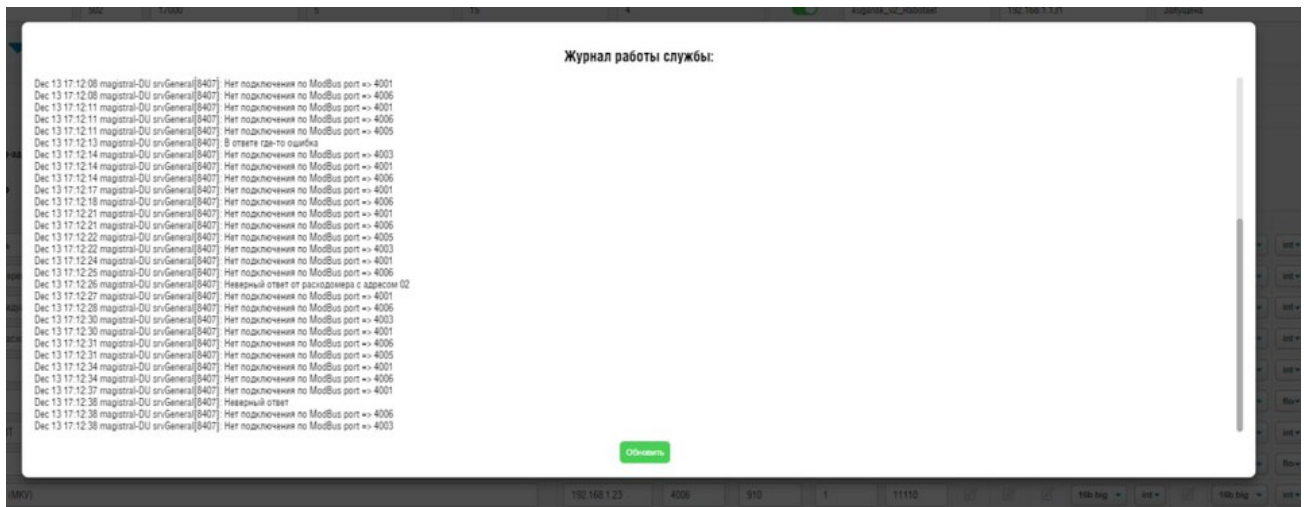 502 17000 5 15 4 192.168.1.131 запущена
Журнал работы службы:
Dec 13 17:12:08 magistral-DU srvGeneral[8407]: Нет подключения по ModBus port => 4001
Dec 13 17:12:08 magistral-DU srvGeneral[8407]: Нет подключения по ModBus port => 4006
Dec 13 17:12:11 magistral-DU srvGeneral[8407]: Нет подключения по ModBus port => 4001
Dec 13 17:12:11 magistral-DU srvGeneral[8407]: Нет подключения по ModBus port => 4006
Dec 13 17:12:11 magistral-DU srvGeneral[8407]: Нет подключения по ModBus port => 4005
Dec 13 17:12:13 magistral-DU srvGeneral[8407]: В ответе где-то ошибка
Dec 13 17:12:14 magistral-DU srvGeneral[8407]: Нет подключения по ModBus port => 4003
Dec 13 17:12:14 magistral-DU srvGeneral[8407]: Нет подключения по ModBus port => 4001
Dec 13 17:12:14 magistral-DU srvGeneral[8407]: Нет подключения по ModBus port => 4006
Dec 13 17:12:17 magistral-DU srvGeneral[8407]: Нет подключения по ModBus port => 4001
Dec 13 17:12:18 magistral-DU srvGeneral[8407]: Нет подключения по ModBus port => 4006
Dec 13 17:12:21 magistral-DU srvGeneral[8407]: Нет подключения по ModBus port => 4001
Dec 13 17:12:21 magistral-DU srvGeneral[8407]: Нет подключения по ModBus port => 4006
Dec 13 17:12:22 magistral-DU srvGeneral[8407]: Нет подключения по ModBus port => 4005
Dec 13 17:12:22 magistral-DU srvGeneral[8407]: Нет подключения по ModBus port => 4003
Dec 13 17:12:24 magistral-DU srvGeneral[8407]: Нет подключения по ModBus port => 4001
Dec 13 17:12:25 magistral-DU srvGeneral[8407]: Нет подключения по ModBus port => 4006
Dec 13 17:12:26 magistral-DU srvGeneral[8407]: Неверный ответ от расходомера с адресом 02
Dec 13 17:12:27 magistral-DU srvGeneral[8407]: Нет подключения по ModBus port => 4001
Dec 13 17:12:28 magistral-DU srvGeneral[8407]: Нет подключения по ModBus port => 4006
Dec 13 17:12:30 magistral-DU srvGeneral[8407]: Нет подключения по ModBus port => 4003
Dec 13 17:12:30 magistral-DU srvGeneral[8407]: Нет подключения по ModBus port => 4001
Dec 13 17:12:31 magistral-DU srvGeneral[8407]: Нет подключения по ModBus port => 4006
Dec 13 17:12:31 magistral-DU srvGeneral[8407]: Нет подключения по ModBus port => 4005
Dec 13 17:12:34 magistral-DU srvGeneral[8407]: Нет подключения по ModBus port => 4001
Dec 13 17:12:34 magistral-DU srvGeneral[8407]: Нет подключения по ModBus port => 4006
Dec 13 17:12:37 magistral-DU srvGeneral[8407]: Нет подключения по ModBus port => 4001
Dec 13 17:12:38 magistral-DU srvGeneral[8407]: Неверный ответ
Dec 13 17:12:38 magistral-DU srvGeneral[8407]: Нет подключения по ModBus port => 4006
Dec 13 17:12:38 magistral-DU srvGeneral[8407]: Нет подключения по ModBus port => 4003
Обновить
(МКУ) 192.168.1.23 4006 910 1 11110 16b big int 16b big int